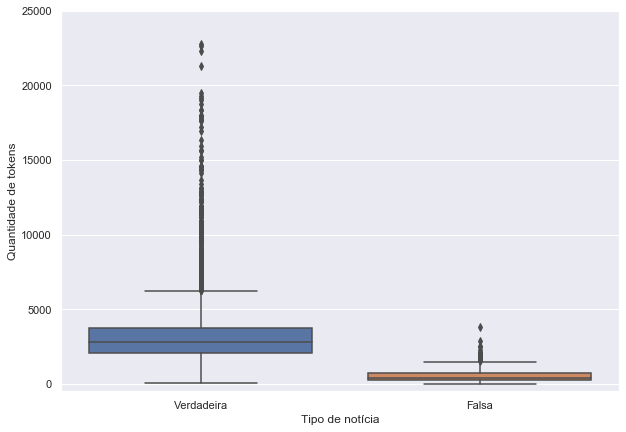 25000
20000
15000
10000
5000
0
Quantidade de tokens
Verdadeira
Falsa
Tipo de notícia